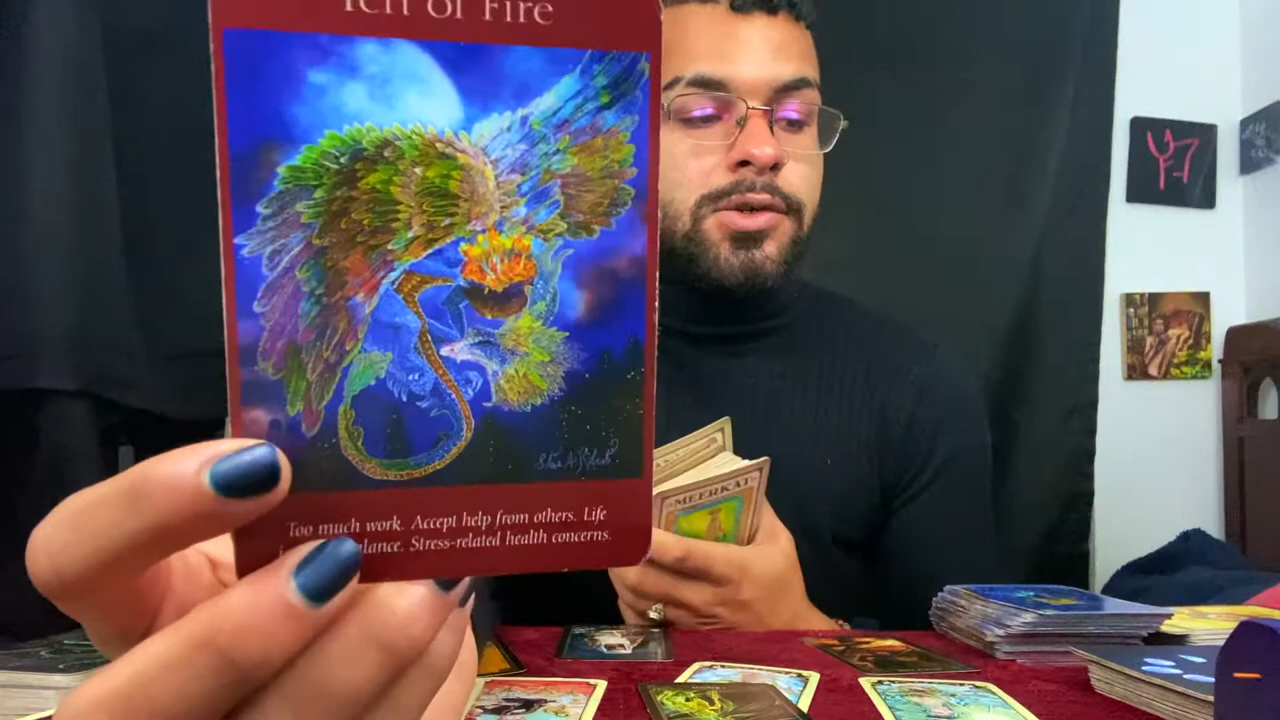 Ten of Fire
Too much work. Accept help from others. Life
balance. Stress-related health concerns.
MEERKAT